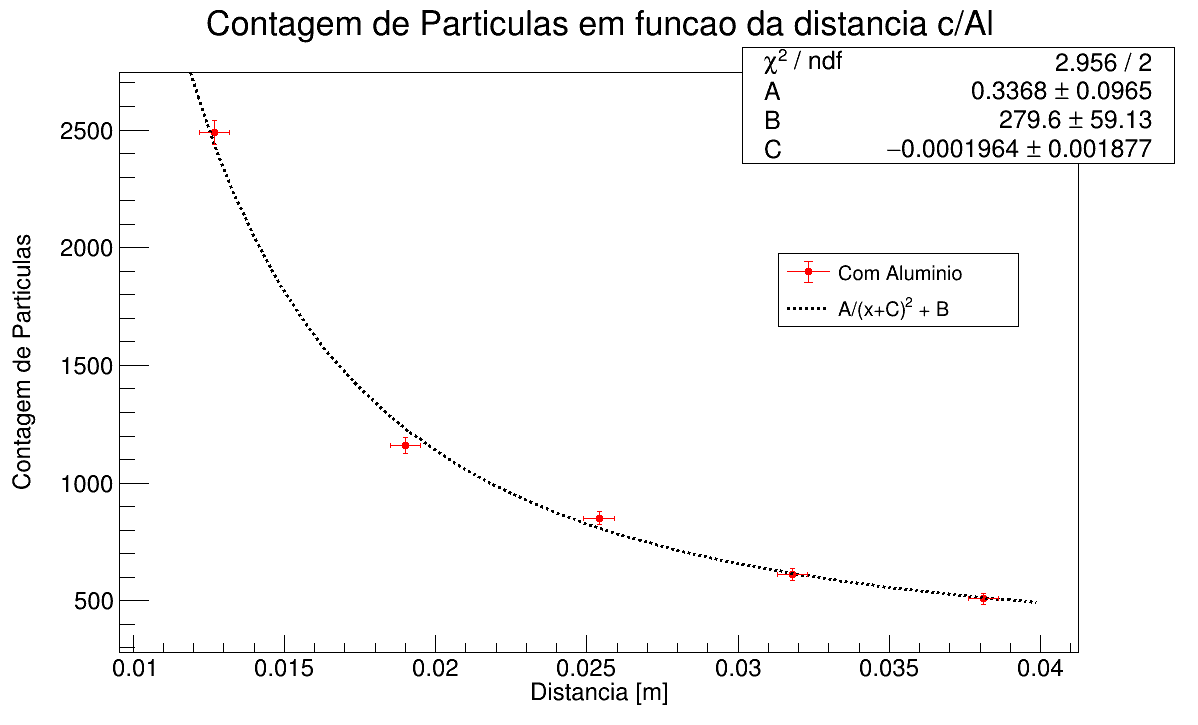 Contagem de Particulas em funcao da distancia c/Al
χ² / ndf 2.956 / 2
A 0.3368 ± 0.0965
B 279.6 ± 59.13
C −0.0001964 ± 0.001877
Com Aluminio
A/(x+C)² + B
Contagem de Particulas
2500
2000
1500
1000
500
0.01 0.015 0.02 0.025 0.03 0.035 0.04
Distancia [m]